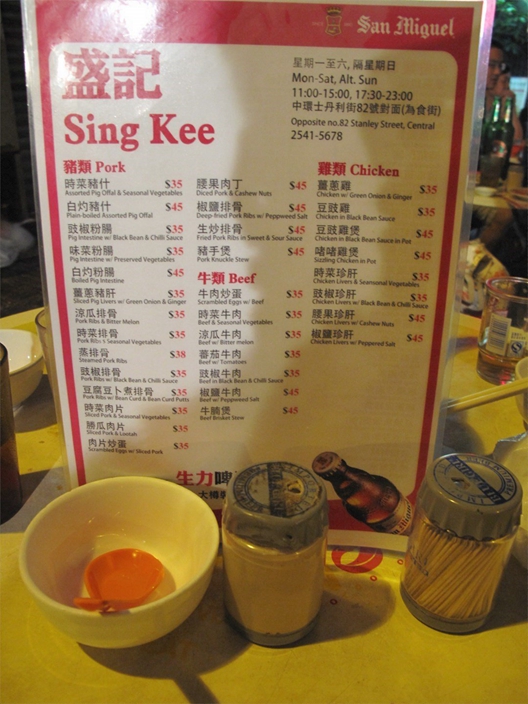 San Miguel
盛記
Sing Kee
星期一至六, 隔星期日
Mon-Sat, Alt. Sun
11:00-15:00, 17:30-23:00
中環士丹利街82號對面(為食街)
Opposite no.82 Stanley Street, Central
2541-5678
豬類 Pork
時菜豬什 $35
Assorted Pig Offal & Seasonal Vegetables
白灼豬什 $45
Plain-boiled Assorted Pig Offal
豉椒粉腸 $35
Pig Intestine w/ Black Bean & Chilli Sauce
味菜粉腸 $35
Pig Intestine w/ Preserved Vegetables
白灼粉腸 $45
Boiled Pig Intestine
薑蔥豬肝 $35
Sliced Pig Livers w/ Green Onion & Ginger
涼瓜排骨 $35
Pork Ribs & Bitter Melon
時菜排骨 $35
Pork Ribs & Seasonal Vegetables
蒸排骨 $38
Steamed Pork Ribs
豉椒排骨 $35
Pork Ribs w/ Black Bean & Chilli Sauce
豆腐豆卜煮排骨 $35
Pork Ribs w/ Bean Curd & Bean Curd Puffs
時菜肉片 $35
Sliced Pork & Seasonal Vegetables
勝瓜肉片 $35
Sliced Pork & Loofah
肉片炒蛋 $35
Scrambled Eggs w/ Sliced Pork
腰果肉丁 $45
Diced Pork & Cashew Nuts
椒鹽排骨 $45
Deep-fried Pork Ribs w/ Peppered Salt
生炒排骨 $45
Fried Pork Ribs in Sweet & Sour Sauce
豬手煲 $45
Pork Knuckle Stew
牛類 Beef
牛肉炒蛋 $35
Scrambled Eggs w/ Beef
時菜牛肉 $35
Beef & Seasonal Vegetables
涼瓜牛肉 $35
Beef w/ Bitter melon
蕃茄牛肉 $35
Beef w/ Tomatoes
豉椒牛肉 $35
Beef in Black Bean & Chilli Sauce
椒鹽牛肉 $45
Beef w/ Peppered Salt
牛腩煲 $45
Beef Brisket Stew
雞類 Chicken
薑蔥雞 $35
Chicken w/ Green Onion & Ginger
豆豉雞 $45
Chicken in Black Bean Sauce
豆豉雞煲 $45
Chicken in Black Bean Sauce in Pot
啫啫雞煲 $45
Sizzling Chicken in Pot
時菜珍肝 $35
Chicken Livers & Seasonal Vegetables
豉椒珍肝 $35
Chicken Livers w/ Black Bean & Chilli Sauce
腰果珍肝 $45
Chicken Livers w/ Cashew Nuts
椒鹽珍肝 $45
Chicken Livers w/ Peppered Salt
生力啤